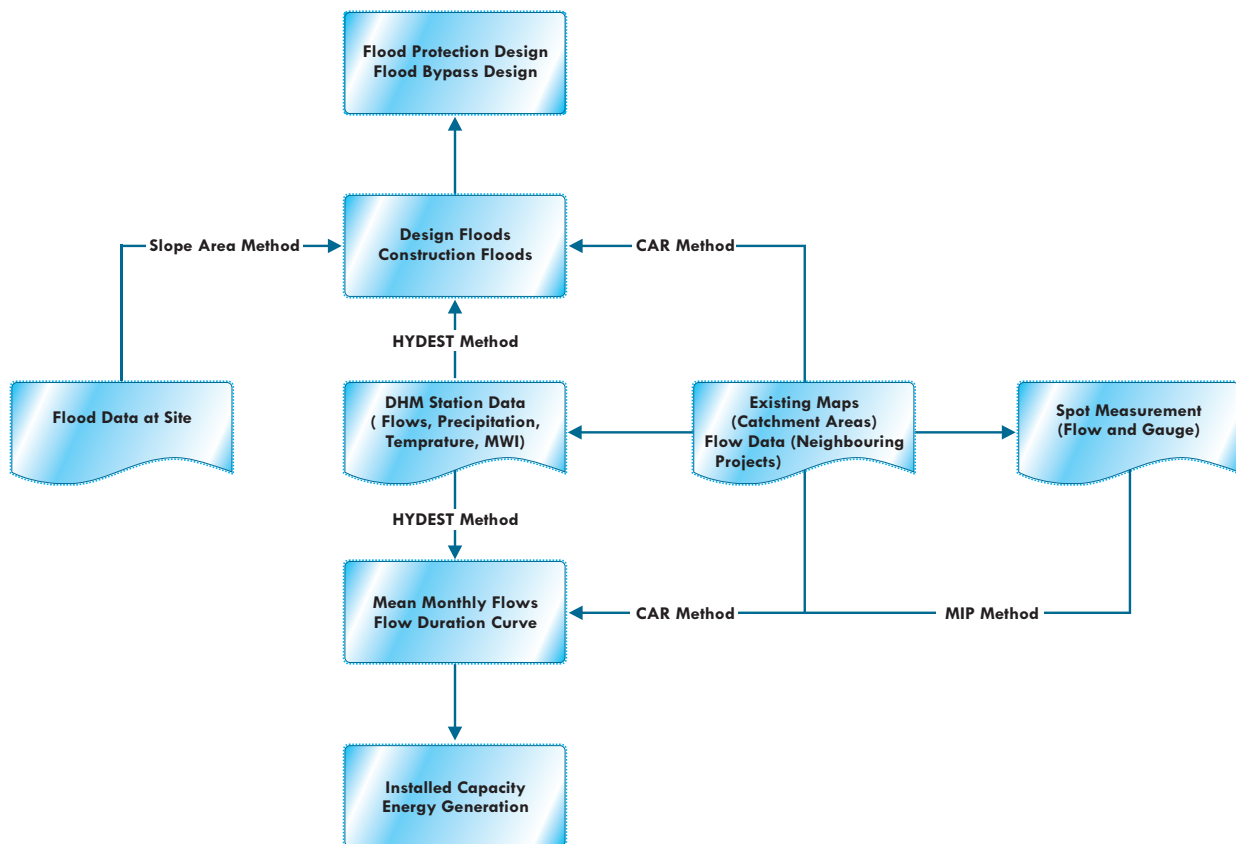 Flood Protection Design
Flood Bypass Design
Slope Area Method
Design Floods
Construction Floods
CAR Method
HYDEST Method
Flood Data at Site
DHM Station Data
( Flows, Precipitation,
Temprature, MWI)
Existing Maps
(Catchment Areas)
Flow Data (Neighbouring
Projects)
Spot Measurement
(Flow and Gauge)
HYDEST Method
Mean Monthly Flows
Flow Duration Curve
CAR Method
MIP Method
Installed Capacity
Energy Generation